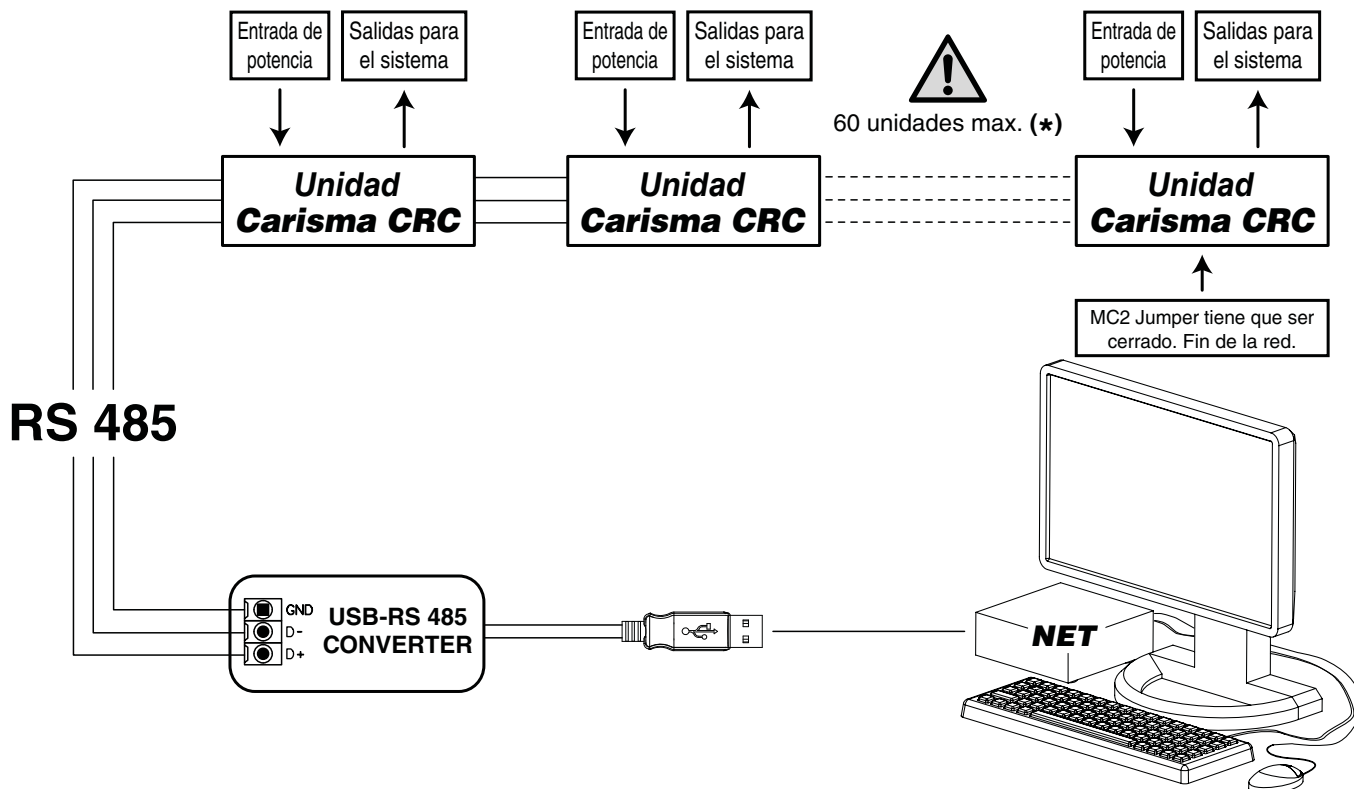 Entrada de
potencia
Salidas para
el sistema
Entrada de
potencia
Salidas para
el sistema
60 unidades max. (*)
Entrada de
potencia
Salidas para
el sistema
Unidad
Carisma CRC
Unidad
Carisma CRC
Unidad
Carisma CRC
MC2 Jumper tiene que ser
cerrado. Fin de la red.
RS 485
GND
D-
D+
USB-RS 485
CONVERTER
NET